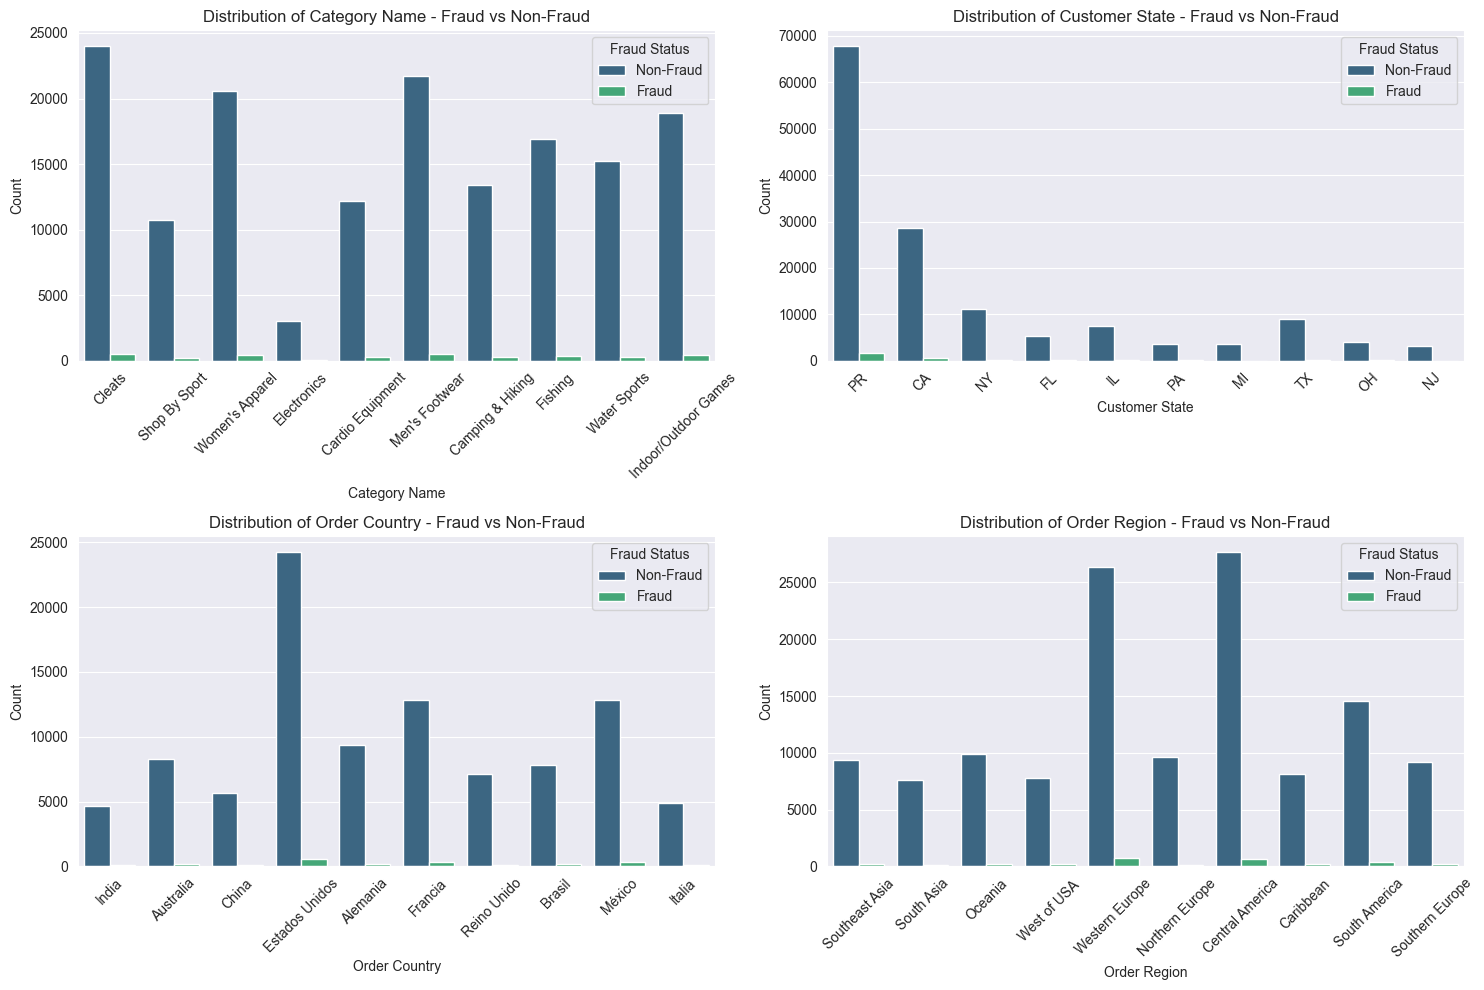 Distribution of Category Name - Fraud vs Non-Fraud
Count
25000
20000
15000
10000
5000
0
Fraud Status
Non-Fraud
Fraud
Cleats
Shop By Sport
Women's Apparel
Electronics
Cardio Equipment
Men's Footwear
Camping & Hiking
Fishing
Water Sports
Indoor/Outdoor Games
Category Name
Distribution of Customer State - Fraud vs Non-Fraud
Count
70000
60000
50000
40000
30000
20000
10000
0
Fraud Status
Non-Fraud
Fraud
PR
CA
NY
FL
IL
PA
MI
TX
OH
NJ
Customer State
Distribution of Order Country - Fraud vs Non-Fraud
Count
25000
20000
15000
10000
5000
0
Fraud Status
Non-Fraud
Fraud
India
Australia
China
Estados Unidos
Alemania
Francia
Reino Unido
Brasil
México
Italia
Order Country
Distribution of Order Region - Fraud vs Non-Fraud
Count
25000
20000
15000
10000
5000
0
Fraud Status
Non-Fraud
Fraud
Southeast Asia
South Asia
Oceania
West of USA
Western Europe
Northern Europe
Central America
Caribbean
South America
Southern Europe
Order Region